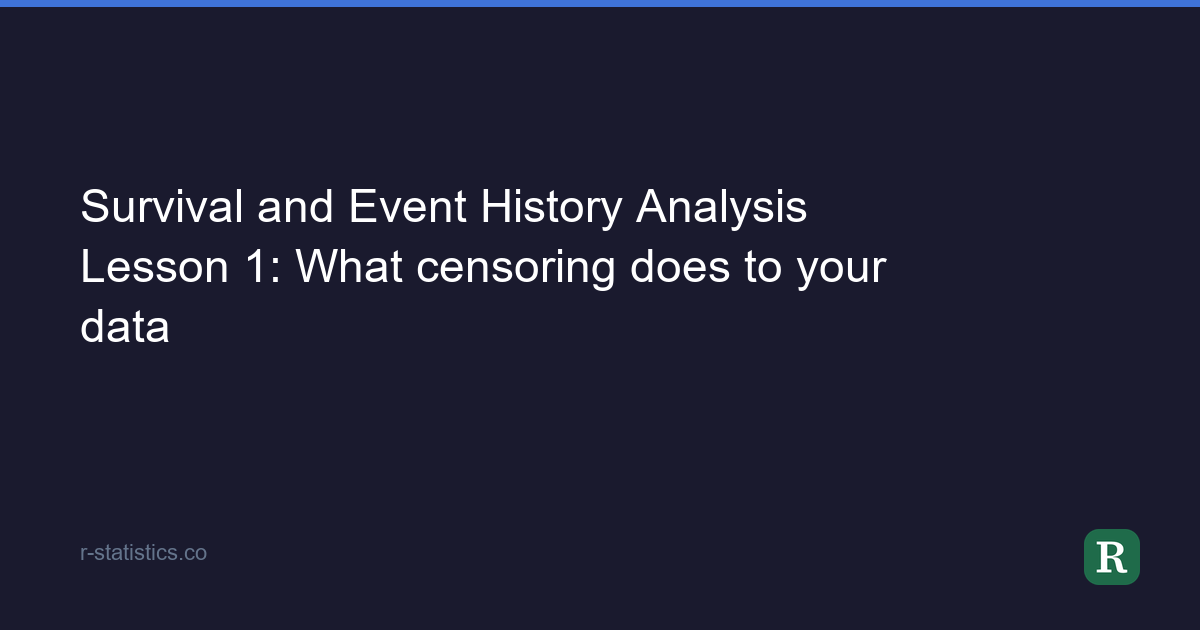 Survival and Event History Analysis
Lesson 1: What censoring does to your
data
r-statistics.co
R